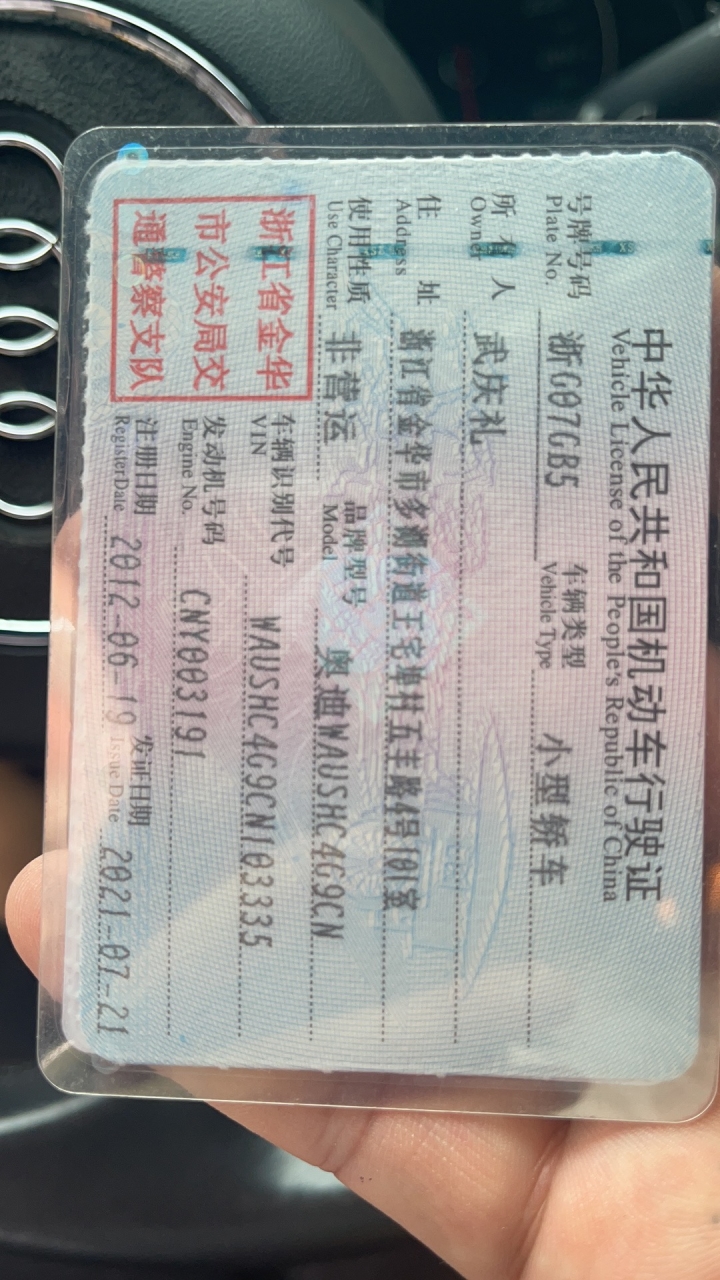 中华人民共和国机动车行驶证
Vehicle License of the People's Republic of China
号牌号码 浙G07GB5 车辆类型 小型轿车
Plate No. Vehicle Type
所有人 武庆礼
Owner
住址 浙江省金华市多湖街道王宅埠村五丰路4号101室
Address
使用性质 非营运 品牌型号 奥迪WAUSHC4G9CN
Use Character Model
浙江省金华 车辆识别代号 WAUSHC4G9CN103335
VIN
市公安局交 发动机号码 CNY003191
Engine No.
通警察支队 注册日期 2012-06-19 发证日期 2021-07-21
Register Date Issue Date